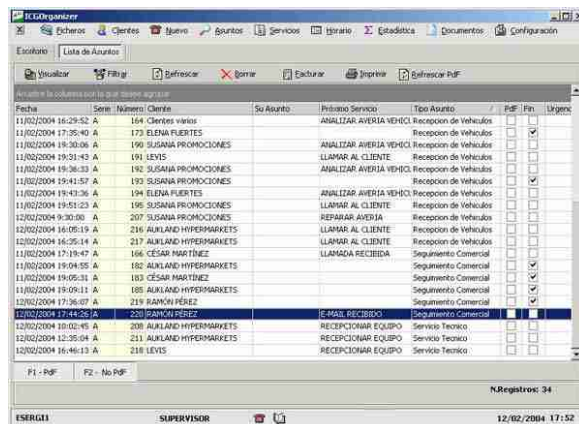 ICGOrganizer
Ficheros Clientes Nuevo Asuntos Servicios Horario Estadística Documentos Configuración
Escritorio Lista de Asuntos
Visualizar Filtrar Refrescar Borrar Facturar Imprimir Refrescar PdF
Arrastre la columna por la que desee agrupar
Fecha Serie Número Cliente Su Asunto Próximo Servicio Tipo Asunto / PdF Fin Urgenc
11/02/2004 16:29:52 A 164 Clientes varios ANALIZAR AVERIA VEHICL Recepcion de Vehiculos
11/02/2004 17:35:40 A 173 ELENA FUERTES Recepcion de Vehiculos
11/02/2004 19:30:06 A 190 SUSANA PROMOCIONES ANALIZAR AVERIA VEHICL Recepcion de Vehiculos
11/02/2004 19:31:43 A 191 LEVIS LLAMAR AL CLIENTE Recepcion de Vehiculos
11/02/2004 19:36:33 A 192 SUSANA PROMOCIONES ANALIZAR AVERIA VEHICL Recepcion de Vehiculos
11/02/2004 19:41:57 A 193 SUSANA PROMOCIONES Recepcion de Vehiculos
11/02/2004 19:43:36 A 194 ELENA FUERTES ANALIZAR AVERIA VEHICL Recepcion de Vehiculos
11/02/2004 19:51:23 A 195 SUSANA PROMOCIONES LLAMAR AL CLIENTE Recepcion de Vehiculos
12/02/2004 9:30:00 A 207 SUSANA PROMOCIONES REPARAR AVERIA Recepcion de Vehiculos
12/02/2004 16:05:19 A 216 AUKLAND HYPERMARKETS LLAMAR AL CLIENTE Recepcion de Vehiculos
12/02/2004 16:25:14 A 217 AUKLAND HYPERMARKETS LLAMAR AL CLIENTE Recepcion de Vehiculos
11/02/2004 17:19:47 A 166 CÉSAR MARTÍNEZ LLAMADA RECIBIDA Seguimiento Comercial
11/02/2004 19:04:55 A 182 AUKLAND HYPERMARKETS Seguimiento Comercial
11/02/2004 19:05:31 A 183 CÉSAR MARTÍNEZ Seguimiento Comercial
11/02/2004 19:09:11 A 185 AUKLAND HYPERMARKETS Seguimiento Comercial
12/02/2004 17:36:07 A 219 RAMÓN PÉREZ Seguimiento Comercial
12/02/2004 17:44:26 A 220 RAMÓN PÉREZ E-MAIL RECIBIDO Seguimiento Comercial
12/02/2004 10:02:45 A 208 AUKLAND HYPERMARKETS RECEPCIONAR EQUIPO Servicio Tecnico
12/02/2004 12:35:04 A 211 AUKLAND HYPERMARKETS RECEPCIONAR EQUIPO Servicio Tecnico
12/02/2004 16:46:13 A 218 LEVIS RECEPCIONAR EQUIPO Servicio Tecnico
F1 - PdF F2 - No PdF
N.Registros: 34
ESERGI1 SUPERVISOR 12/02/2004 17:52